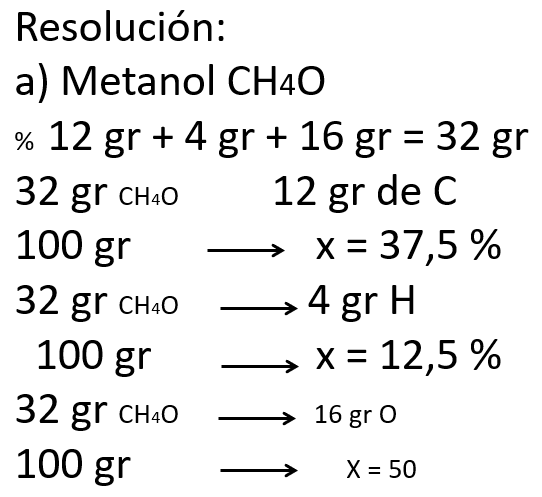 Resolución:
a) Metanol CH4O
% 12 gr + 4 gr + 16 gr = 32 gr
32 gr CH4O 12 gr de C
100 gr ⟶ x = 37,5 %
32 gr CH4O ⟶ 4 gr H
100 gr ⟶ x = 12,5 %
32 gr CH4O ⟶ 16 gr O
100 gr ⟶ X = 50